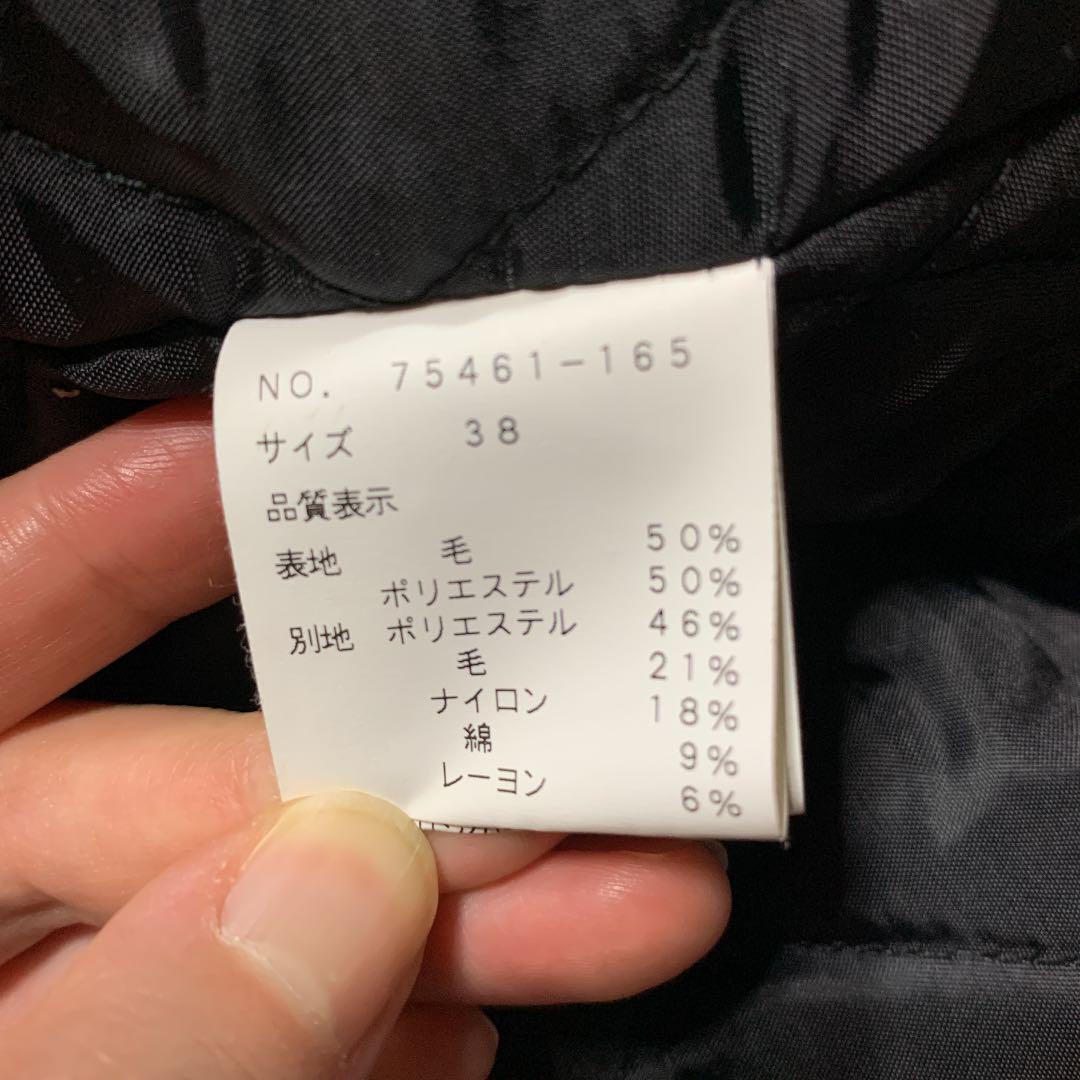 NO. 75461-165
サイズ 38
品質表示
表地 毛 50%
ポリエステル 50%
別地 ポリエステル 46%
毛 21%
ナイロン 18%
綿 9%
レーヨン 6%